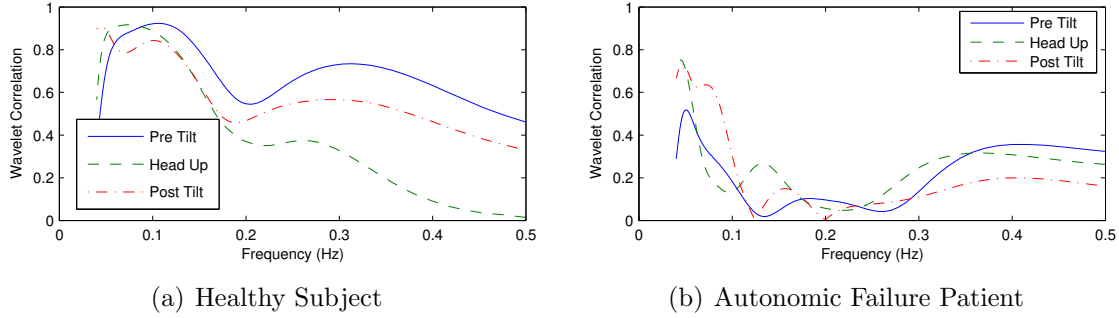 Wavelet Correlation
1
0.8
0.6
0.4
0.2
0
Pre Tilt
Head Up
Post Tilt
0
0.1
0.2
0.3
0.4
0.5
Frequency (Hz)
(a) Healthy Subject
Wavelet Correlation
1
0.8
0.6
0.4
0.2
0
Pre Tilt
Head Up
Post Tilt
0
0.1
0.2
0.3
0.4
0.5
Frequency (Hz)
(b) Autonomic Failure Patient